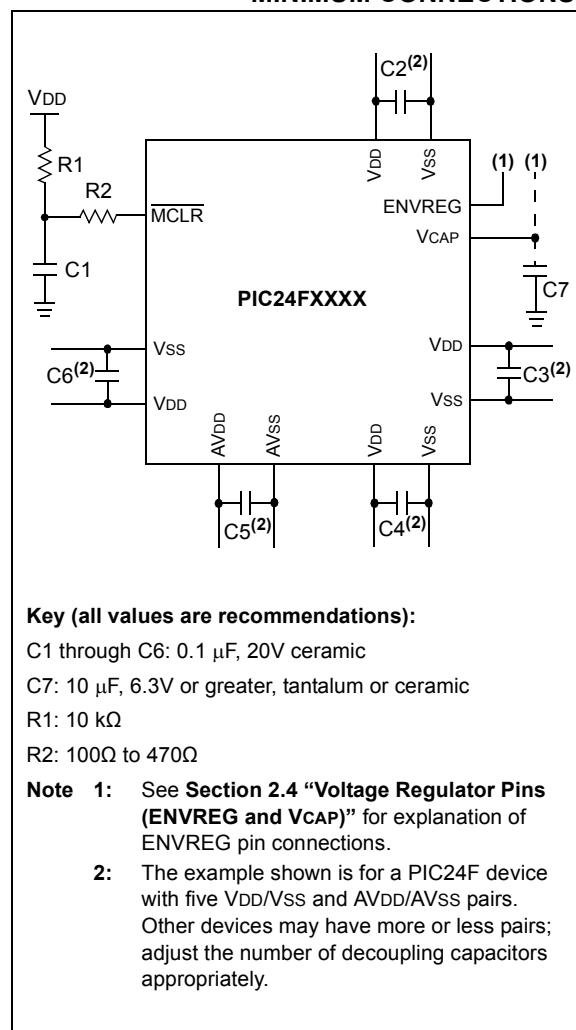 C2(2)
VDD
R1
R2
VDD
VSS
(1) (1)
MCLR
ENVREG
VCAP
C1
C7
PIC24FXXXX
VSS
VDD
C6(2)
C3(2)
VDD
VSS
AVDD
AVSS
VDD
VSS
C5(2)
C4(2)
Key (all values are recommendations):
C1 through C6: 0.1 μF, 20V ceramic
C7: 10 μF, 6.3V or greater, tantalum or ceramic
R1: 10 kΩ
R2: 100Ω to 470Ω
Note 1: See Section 2.4 “Voltage Regulator Pins
(ENVREG and VCAP)” for explanation of
ENVREG pin connections.
2: The example shown is for a PIC24F device
with five VDD/VSS and AVDD/AVSS pairs.
Other devices may have more or less pairs;
adjust the number of decoupling capacitors
appropriately.